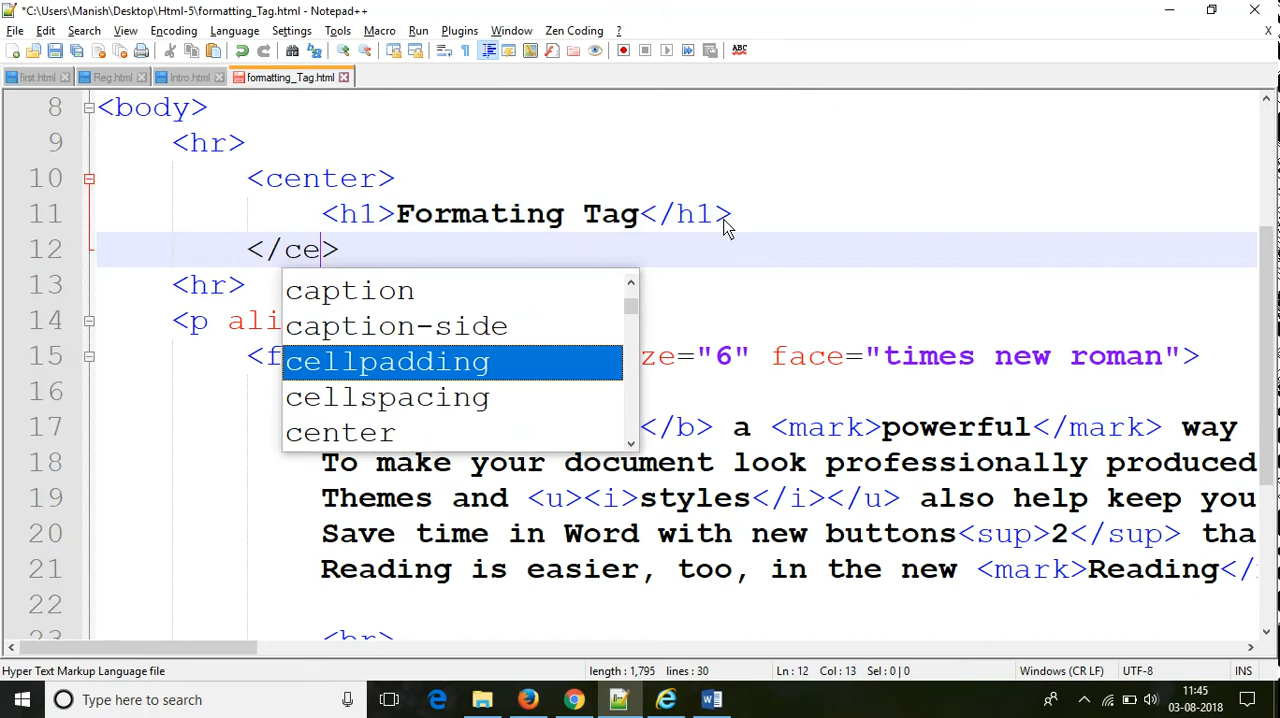 *C:\Users\Manish\Desktop\Html-5\formatting_Tag.html - Notepad++
File Edit Search View Encoding Language Settings Tools Macro Run Plugins Window Zen Coding ? X
ABC
first.html Reg.html Intro.html formatting_Tag.html
8 <body>
9 <hr>
10 <center>
11 <h1>Formating Tag</h1>
12 </ce>
13 <hr>
14 <p ali
15 <f ze="6" face="times new roman">
16
17 </b> a <mark>powerful</mark> way
18 To make your document look professionally produced
19 Themes and <u><i>styles</i></u> also help keep you
20 Save time in Word with new buttons<sup>2</sup> tha
21 Reading is easier, too, in the new <mark>Reading</
22
23 <br>
caption
caption-side
cellpadding
cellspacing
center
Hyper Text Markup Language file length : 1,795 lines : 30 Ln : 12 Col : 13 Sel : 0 | 0 Windows (CR LF) UTF-8 INS
Type here to search
11:45
03-08-2018